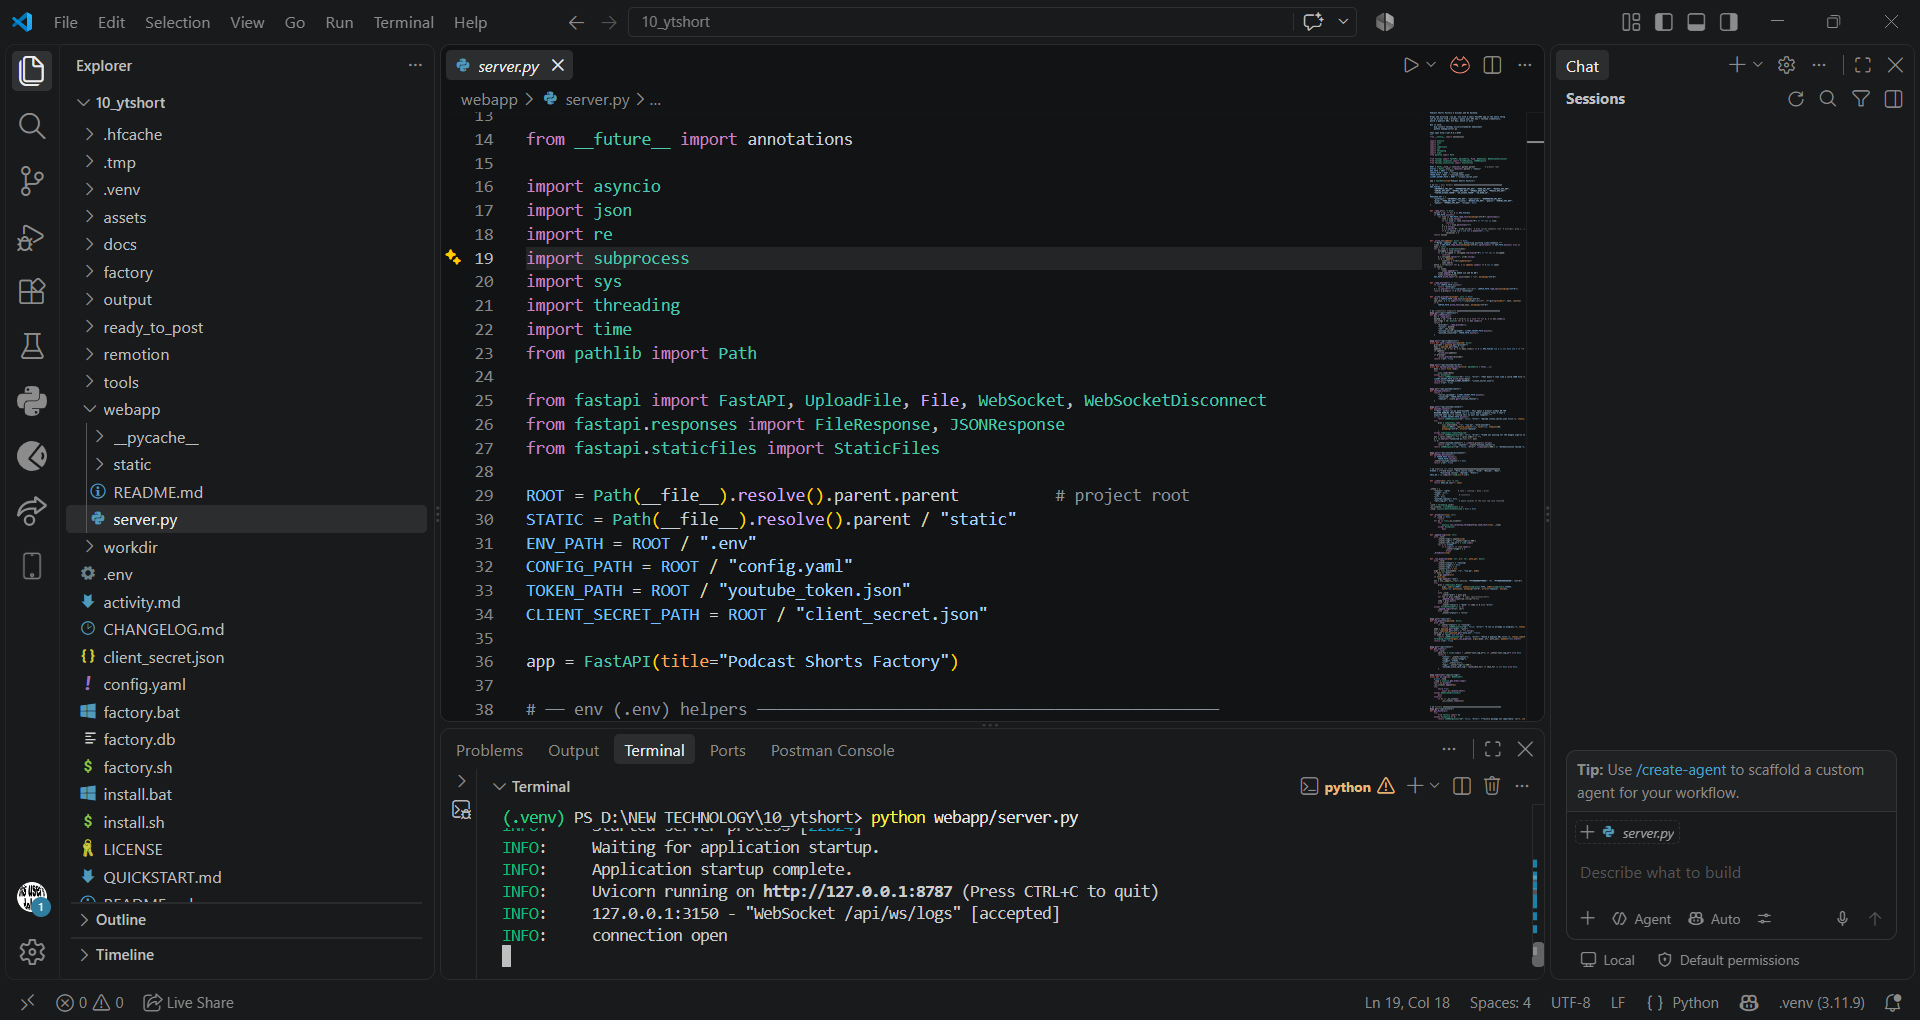 File Edit Selection View Go Run Terminal Help
10_ytshort
Explorer
10_ytshort
.hfcache
.tmp
.venv
assets
docs
factory
output
ready_to_post
remotion
tools
webapp
__pycache__
static
README.md
server.py
workdir
.env
activity.md
CHANGELOG.md
client_secret.json
config.yaml
factory.bat
factory.db
factory.sh
install.bat
install.sh
LICENSE
QUICKSTART.md
Outline
Timeline
server.py
webapp > server.py > ...
13
14 from __future__ import annotations
15
16 import asyncio
17 import json
18 import re
19 import subprocess
20 import sys
21 import threading
22 import time
23 from pathlib import Path
24
25 from fastapi import FastAPI, UploadFile, File, WebSocket, WebSocketDisconnect
26 from fastapi.responses import FileResponse, JSONResponse
27 from fastapi.staticfiles import StaticFiles
28
29 ROOT = Path(__file__).resolve().parent.parent # project root
30 STATIC = Path(__file__).resolve().parent / "static"
31 ENV_PATH = ROOT / ".env"
32 CONFIG_PATH = ROOT / "config.yaml"
33 TOKEN_PATH = ROOT / "youtube_token.json"
34 CLIENT_SECRET_PATH = ROOT / "client_secret.json"
35
36 app = FastAPI(title="Podcast Shorts Factory")
37
38 # ── env (.env) helpers ────────────────────────────────────────
Problems Output Terminal Ports Postman Console
Terminal
python
(.venv) PS D:\NEW TECHNOLOGY\10_ytshort> python webapp/server.py
INFO: Waiting for application startup.
INFO: Application startup complete.
INFO: Uvicorn running on http://127.0.0.1:8787 (Press CTRL+C to quit)
INFO: 127.0.0.1:3150 - "WebSocket /api/ws/logs" [accepted]
INFO: connection open
Chat
Sessions
Tip: Use /create-agent to scaffold a custom
agent for your workflow.
server.py
Describe what to build
Agent Auto
Local Default permissions
1
0 0 Live Share
Ln 19, Col 18 Spaces: 4 UTF-8 LF { } Python .venv (3.11.9)